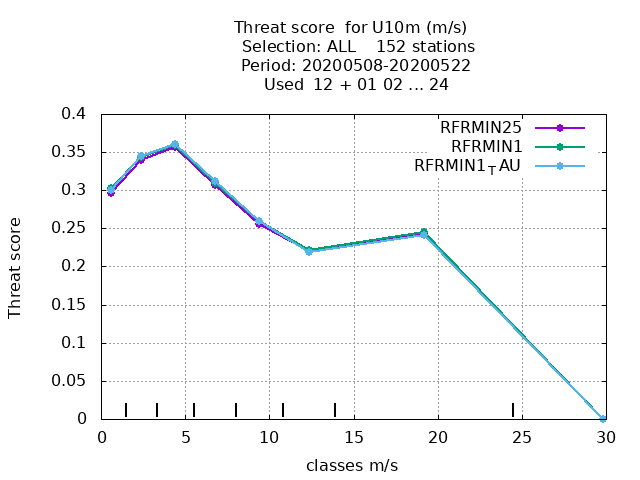 Threat score for U10m (m/s)
Selection: ALL 152 stations
Period: 20200508-20200522
Used 12 + 01 02 ... 24
RFRMIN25
RFRMIN1
RFRMIN1TAU
Threat score
0.4
0.35
0.3
0.25
0.2
0.15
0.1
0.05
0
0 5 10 15 20 25 30
classes m/s